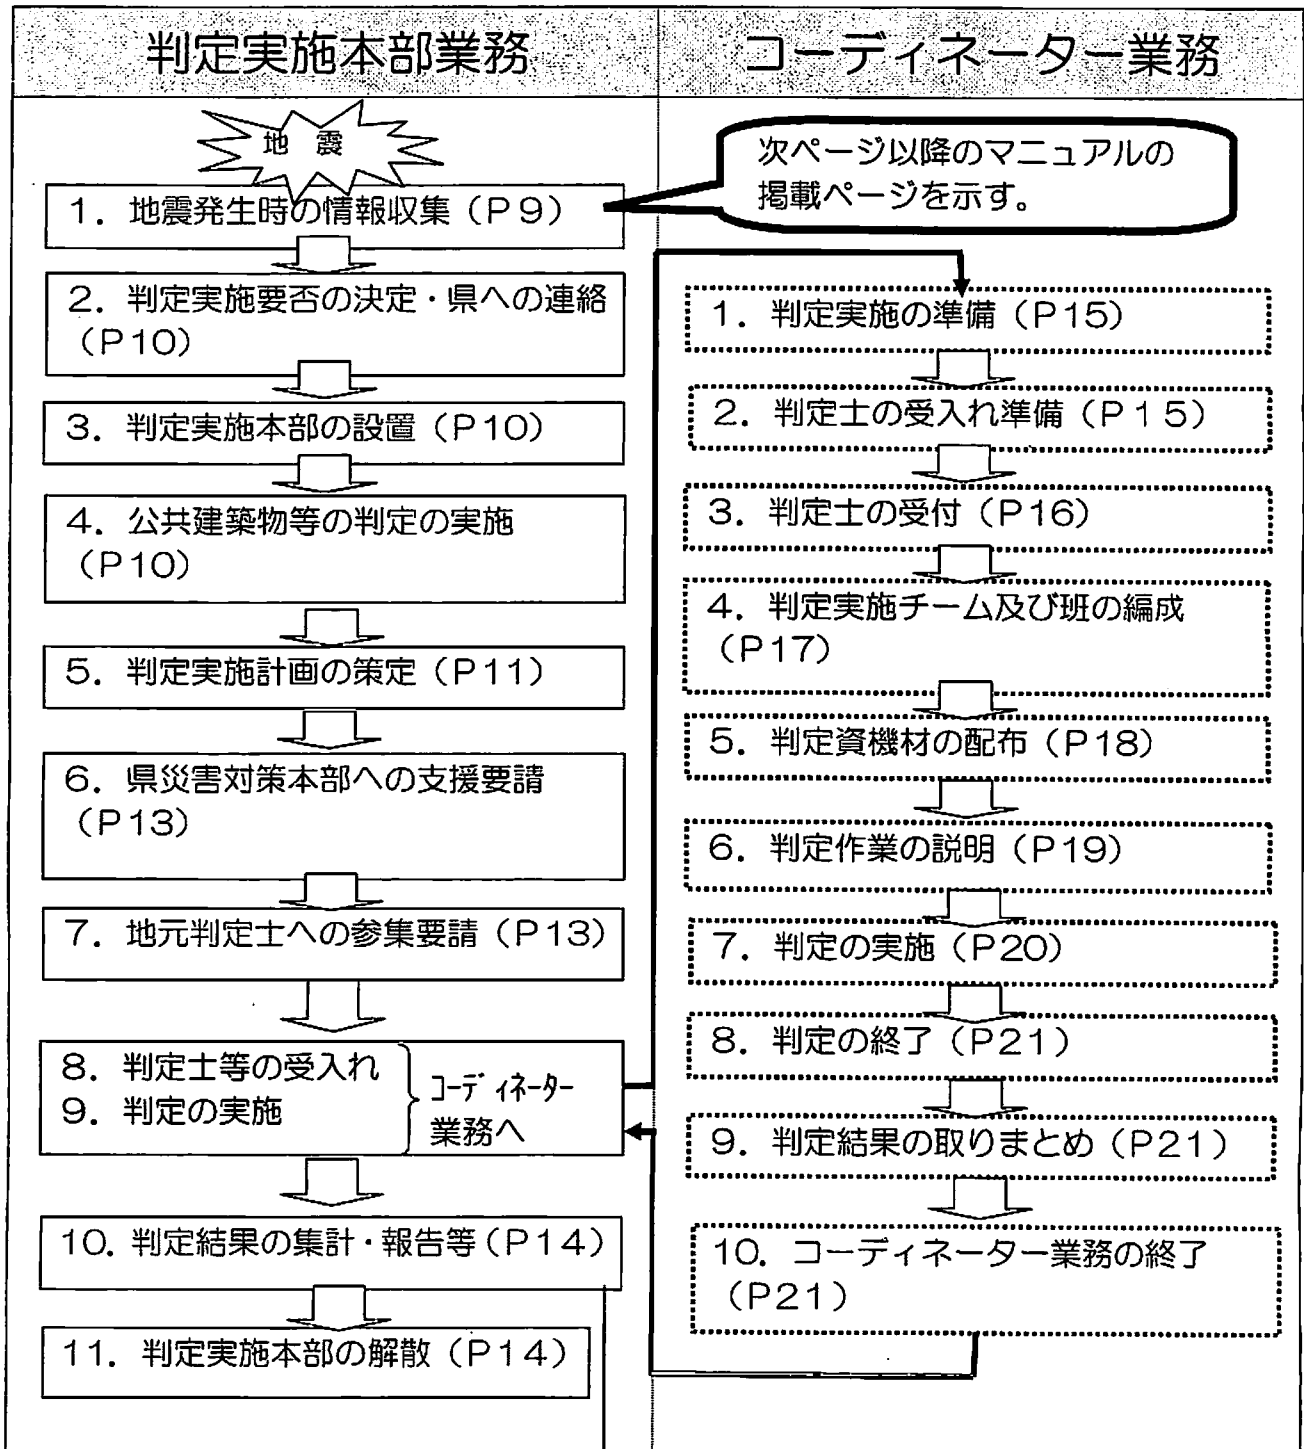 判定実施本部業務
コーディネーター業務
地　震
次ページ以降のマニュアルの
掲載ページを示す。
1．地震発生時の情報収集（P9）
2．判定実施要否の決定・県への連絡
（P10）
3．判定実施本部の設置（P10）
4．公共建築物等の判定の実施
（P10）
5．判定実施計画の策定（P11）
6．県災害対策本部への支援要請
（P13）
7．地元判定士への参集要請（P13）
8．判定士等の受入れ
9．判定の実施
コーディネーター
業務へ
10．判定結果の集計・報告等（P14）
11．判定実施本部の解散（P14）
1．判定実施の準備（P15）
2．判定士の受入れ準備（P15）
3．判定士の受付（P16）
4．判定実施チーム及び班の編成
（P17）
5．判定資機材の配布（P18）
6．判定作業の説明（P19）
7．判定の実施（P20）
8．判定の終了（P21）
9．判定結果の取りまとめ（P21）
10．コーディネーター業務の終了
（P21）